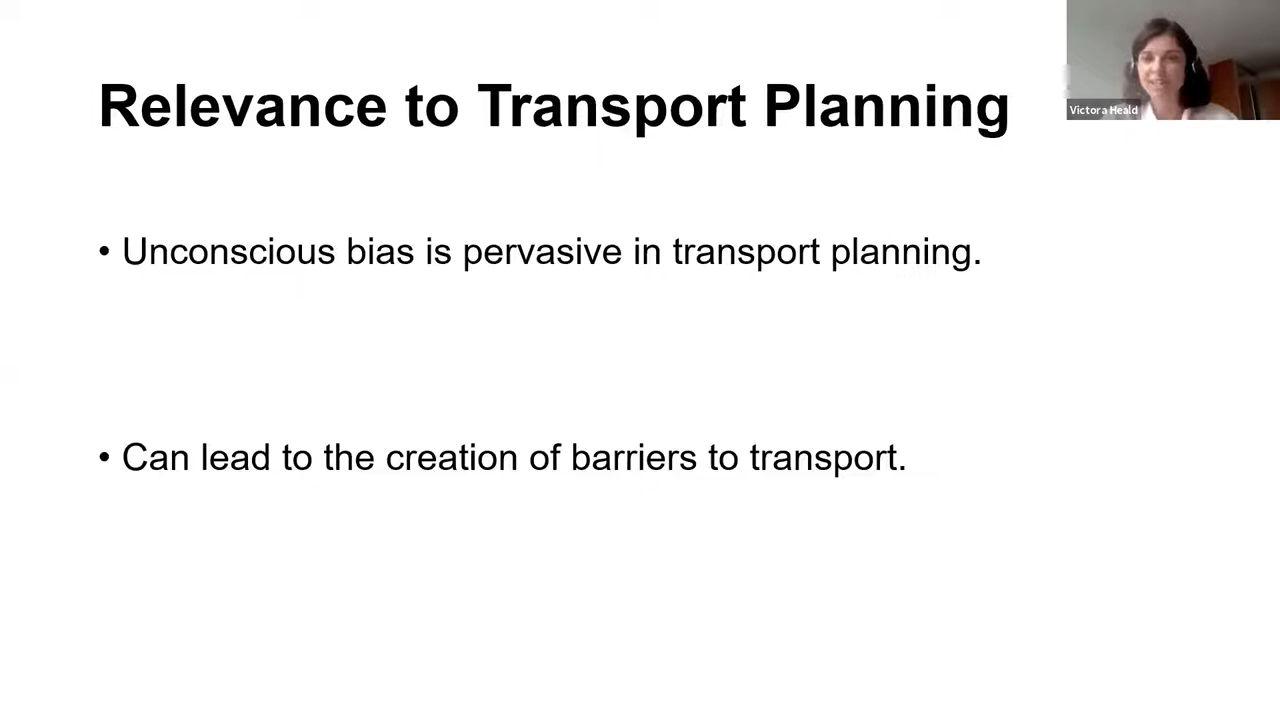 Relevance to Transport Planning
Victora Heald
• Unconscious bias is pervasive in transport planning.
• Can lead to the creation of barriers to transport.